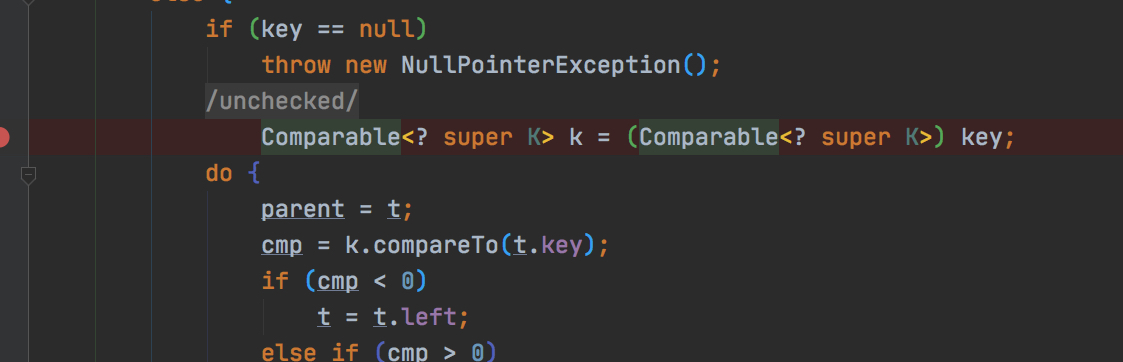 else {
if (key == null)
throw new NullPointerException();
/unchecked/
Comparable<? super K> k = (Comparable<? super K>) key;
do {
parent = t;
cmp = k.compareTo(t.key);
if (cmp < 0)
t = t.left;
else if (cmp > 0)